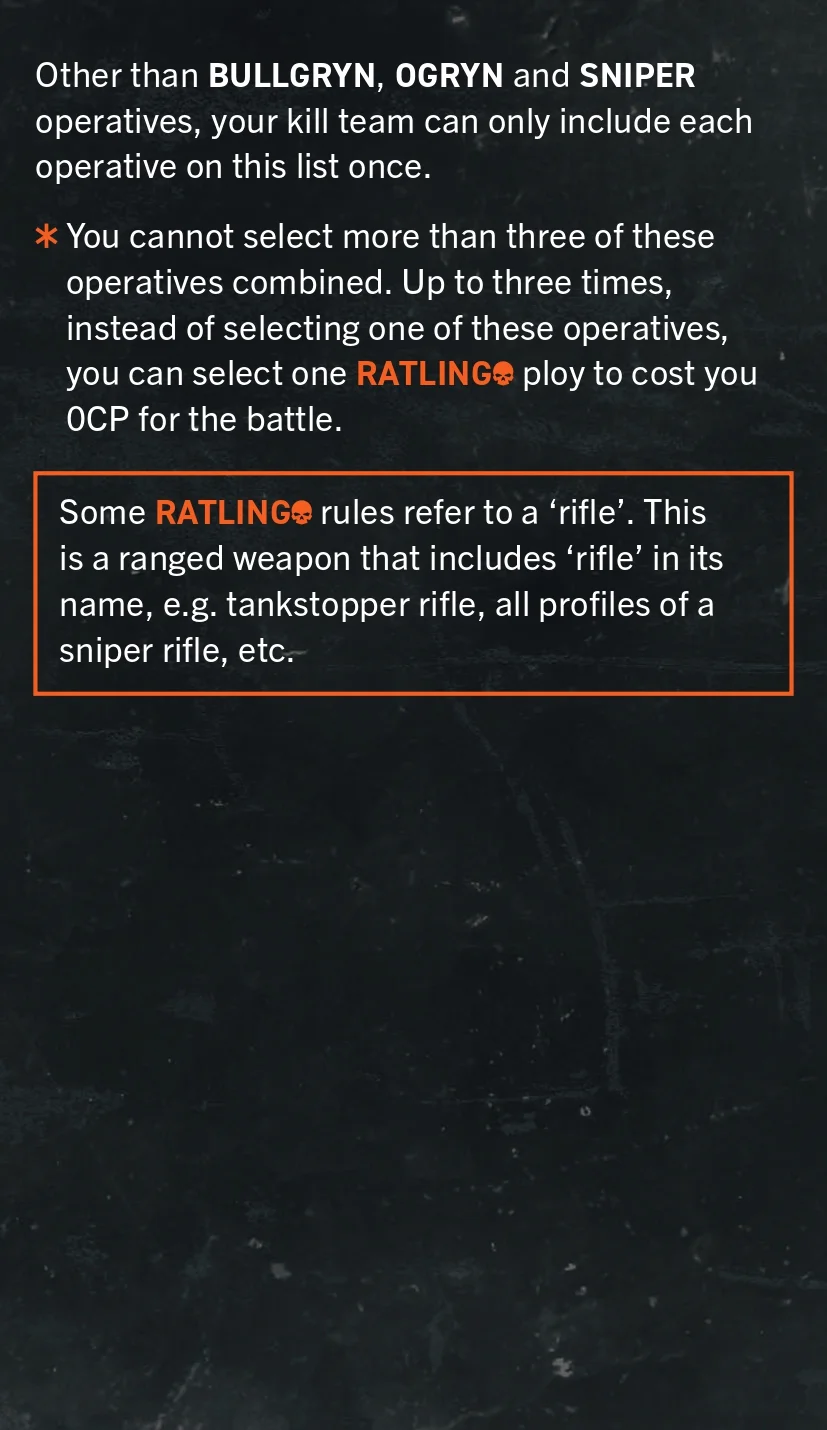 Other than BULLGRYN, OGRYN and SNIPER
operatives, your kill team can only include each
operative on this list once.
* You cannot select more than three of these
operatives combined. Up to three times,
instead of selecting one of these operatives,
you can select one RATLING💀 ploy to cost you
0CP for the battle.
Some RATLING💀 rules refer to a ‘rifle’. This
is a ranged weapon that includes ‘rifle’ in its
name, e.g. tankstopper rifle, all profiles of a
sniper rifle, etc.